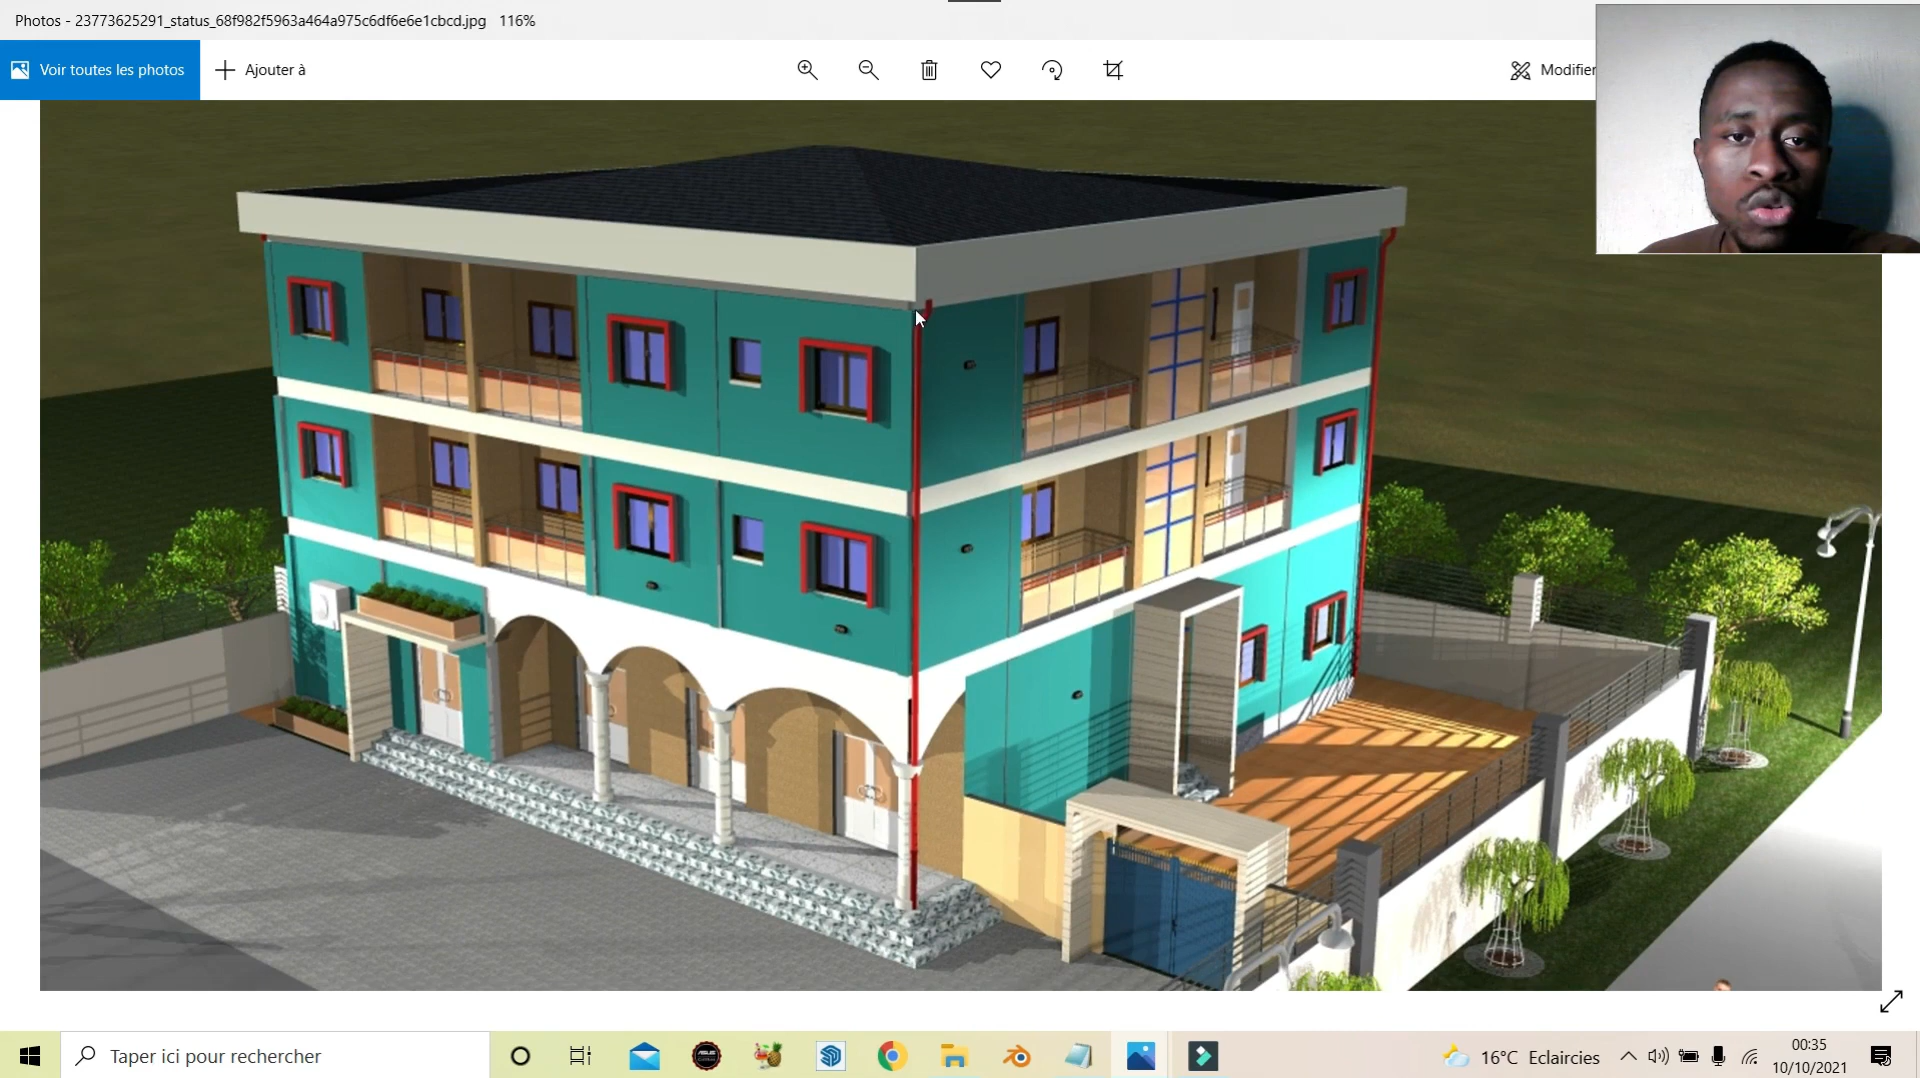 Photos - 23773625291_status_68f982f5963a464a975c6df6e6e1cbcd.jpg   116%
Voir toutes les photos
Ajouter à
Modifier
Taper ici pour rechercher
16°C Eclaircies
00:35
10/10/2021